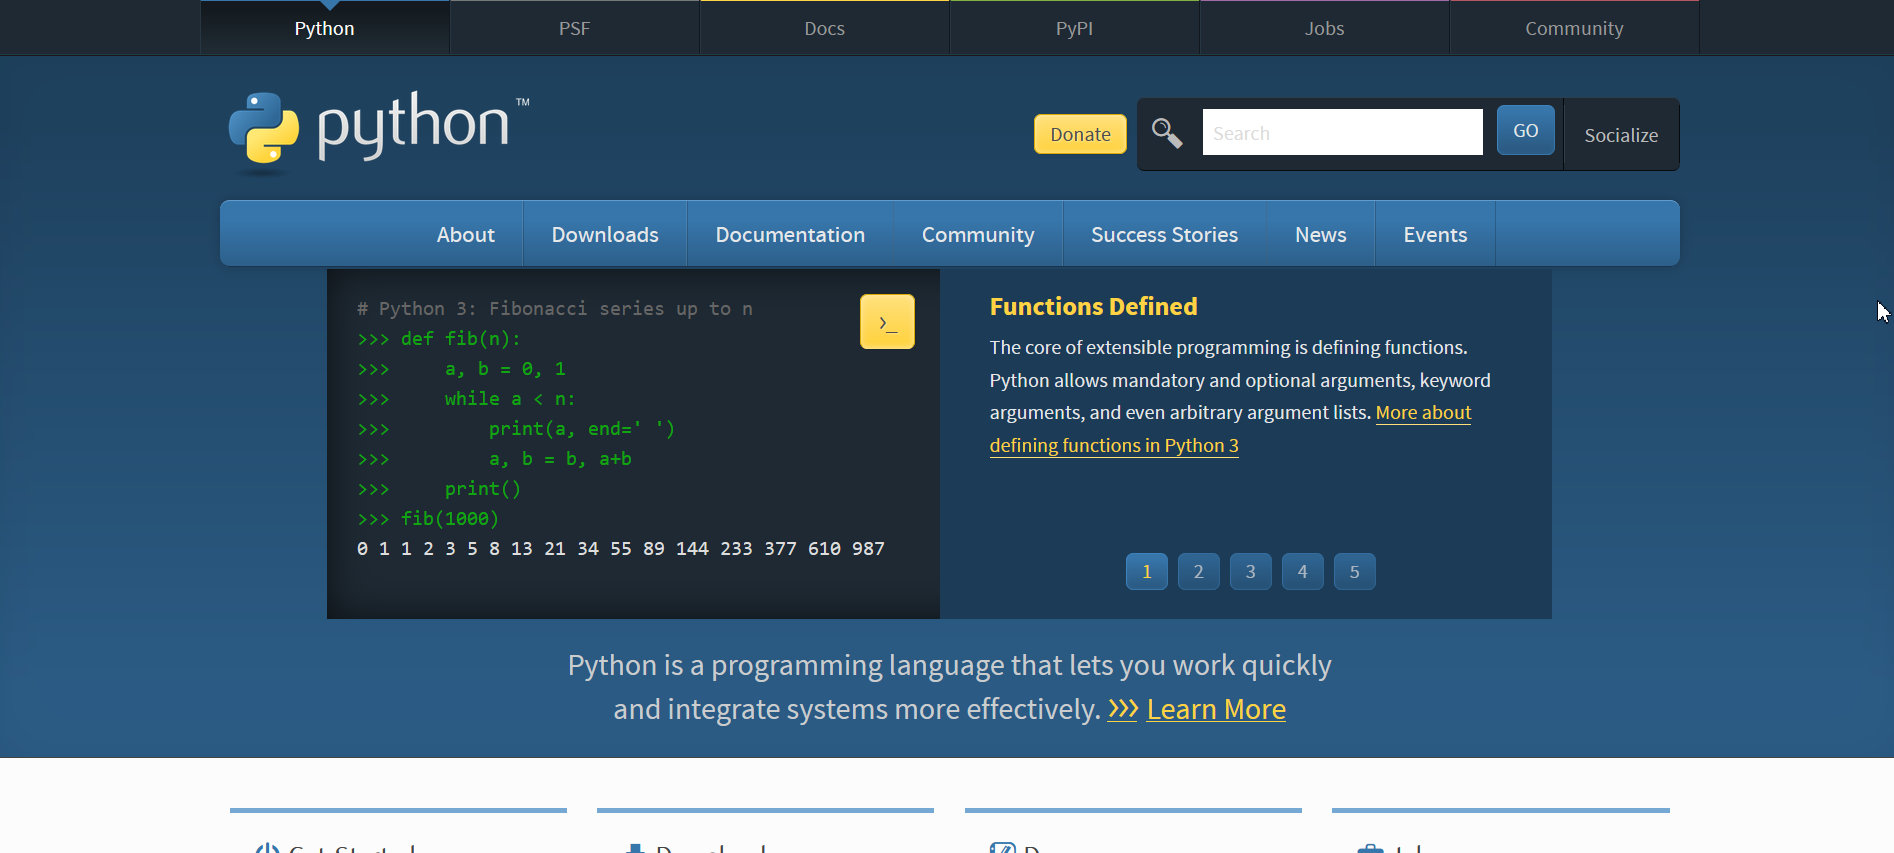 Python PSF Docs PyPI Jobs Community
python™
Donate Search GO Socialize
About Downloads Documentation Community Success Stories News Events
# Python 3: Fibonacci series up to n
>>> def fib(n):
>>>     a, b = 0, 1
>>>     while a < n:
>>>         print(a, end=' ')
>>>         a, b = b, a+b
>>>     print()
>>> fib(1000)
0 1 1 2 3 5 8 13 21 34 55 89 144 233 377 610 987
>_
Functions Defined
The core of extensible programming is defining functions.
Python allows mandatory and optional arguments, keyword
arguments, and even arbitrary argument lists. More about
defining functions in Python 3
1 2 3 4 5
Python is a programming language that lets you work quickly
and integrate systems more effectively. >>> Learn More